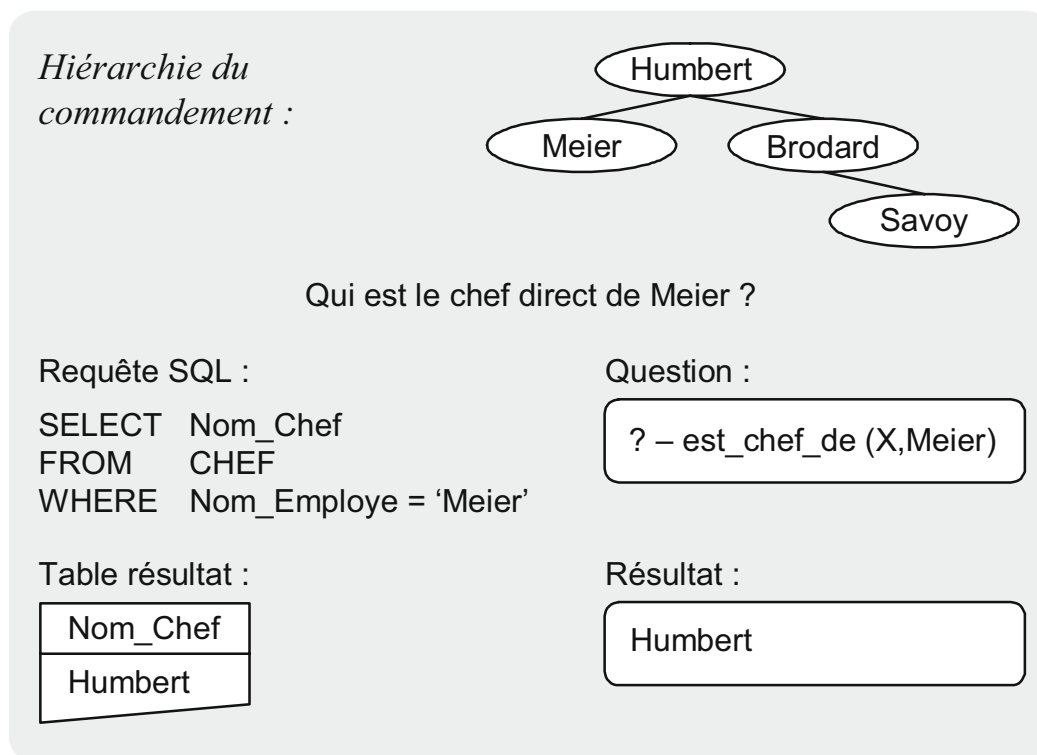 Hiérarchie du
commandement :
Humbert
Meier
Brodard
Savoy
Qui est le chef direct de Meier ?
Requête SQL :
SELECT Nom_Chef
FROM CHEF
WHERE Nom_Employe = ‘Meier’
Question :
? – est_chef_de (X,Meier)
Table résultat :
Nom_Chef
Humbert
Résultat :
Humbert